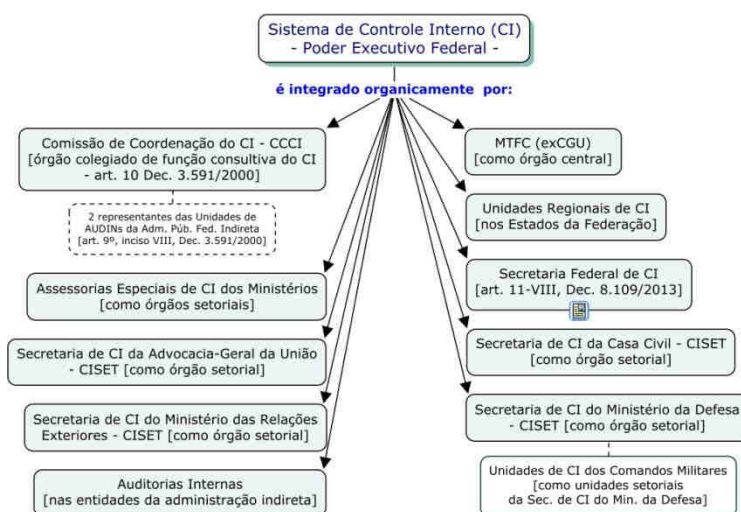 Sistema de Controle Interno (CI)
- Poder Executivo Federal -
é integrado organicamente por:
Comissão de Coordenação do CI - CCCI
[órgão colegiado de função consultiva do CI
- art. 10 Dec. 3.591/2000]
2 representantes das Unidades de
AUDINs da Adm. Púb. Fed. Indireta
[art. 9º, inciso VIII, Dec. 3.591/2000]
Assessorias Especiais de CI dos Ministérios
[como órgãos setoriais]
Secretaria de CI da Advocacia-Geral da União
- CISET [como órgão setorial]
Secretaria de CI do Ministério das Relações
Exteriores - CISET [como órgão setorial]
Auditorias Internas
[nas entidades da administração indireta]
MTFC (exCGU)
[como órgão central]
Unidades Regionais de CI
[nos Estados da Federação]
Secretaria Federal de CI
[art. 11-VIII, Dec. 8.109/2013]
Secretaria de CI da Casa Civil - CISET
[como órgão setorial]
Secretaria de CI do Ministério da Defesa
- CISET [como órgão setorial]
Unidades de CI dos Comandos Militares
[como unidades setoriais
da Sec. de CI do Min. da Defesa]